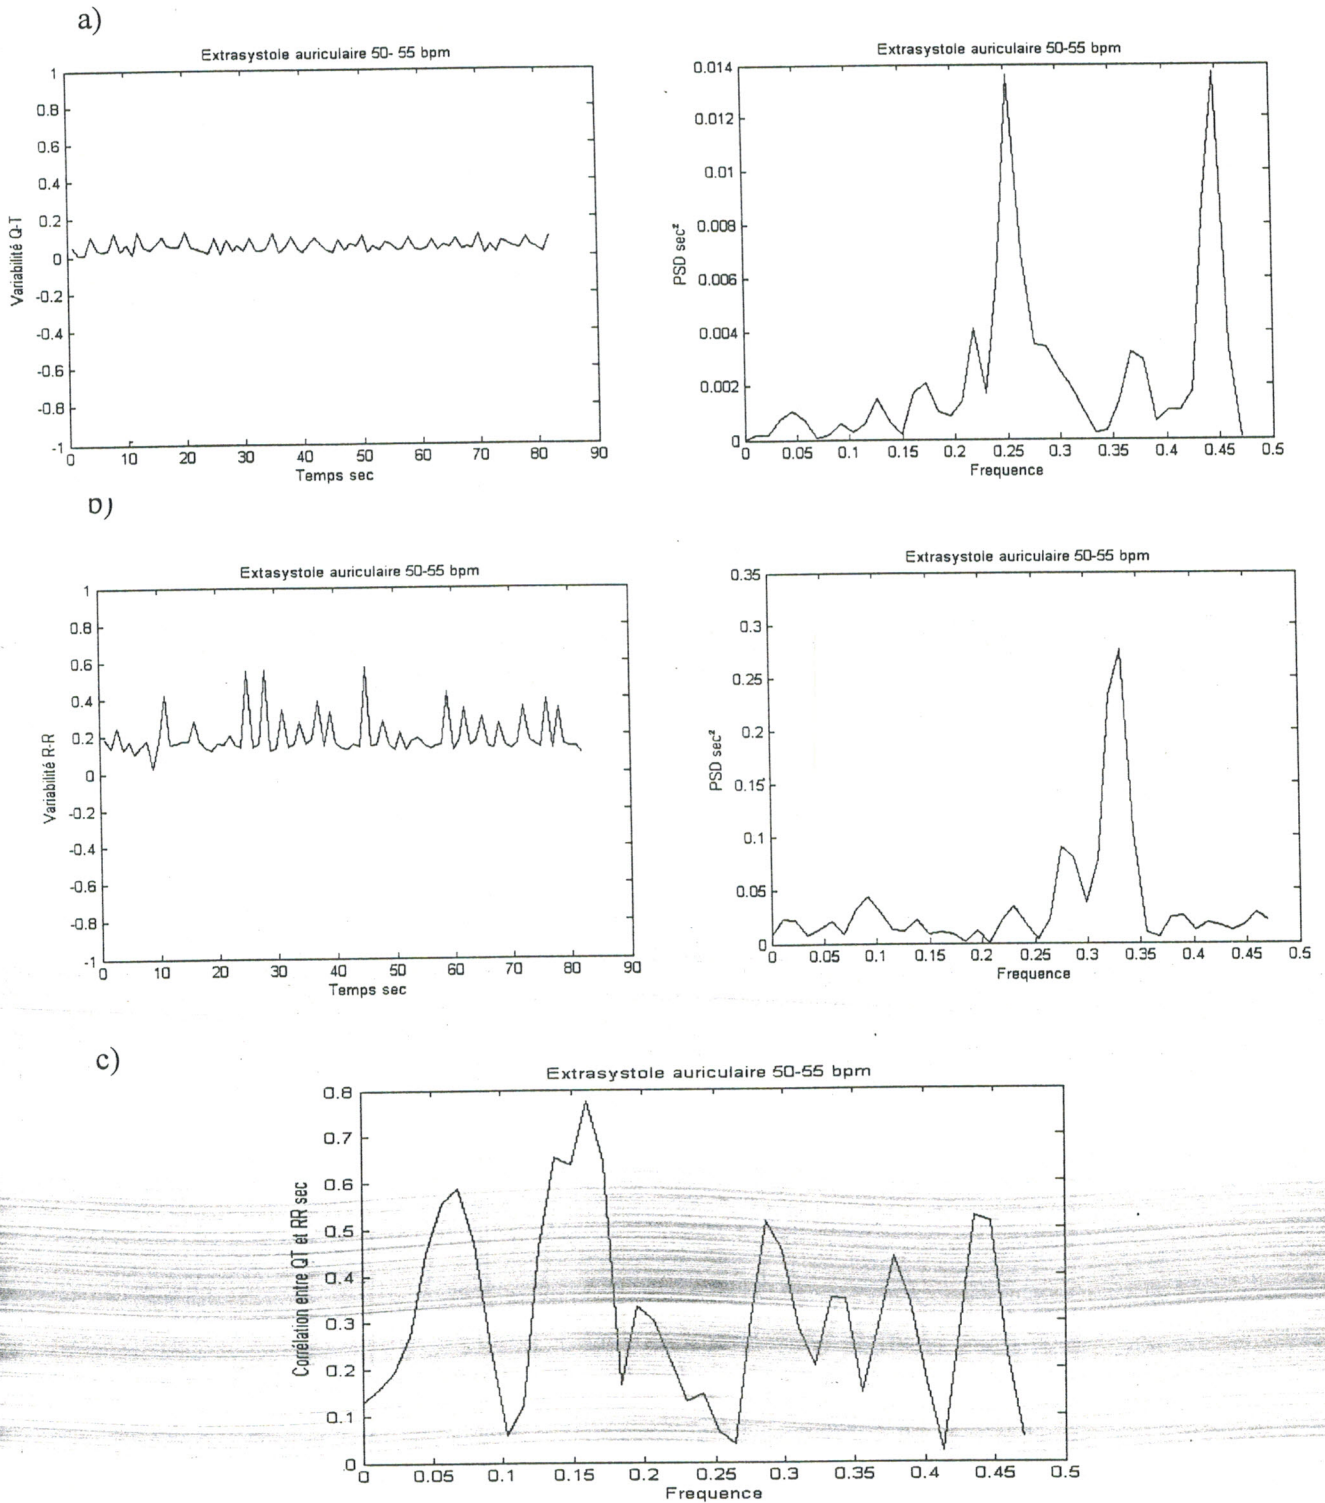 a)
Extrasystole auriculaire 50- 55 bpm
1
0.8
0.6
0.4
0.2
0
-0.2
-0.4
-0.6
-0.8
-1
Variabilité Q-T
0 10 20 30 40 50 60 70 80 90
Temps sec
Extrasystole auriculaire 50-55 bpm
0.014
0.012
0.01
0.008
0.006
0.004
0.002
0
PSD sec²
0.05 0.1 0.15 0.2 0.25 0.3 0.35 0.4 0.45 0.5
Frequence
b)
Extasystole auriculaire 50-55 bpm
1
0.8
0.6
0.4
0.2
0
-0.2
-0.4
-0.6
-0.8
-1
Variabilité R-R
0 10 20 30 40 50 60 70 80 90
Temps sec
Extrasystole auriculaire 50-55 bpm
0.35
0.3
0.25
0.2
0.15
0.1
0.05
0
PSD sec²
0 0.05 0.1 0.15 0.2 0.25 0.3 0.35 0.4 0.45 0.5
Frequence
c)
Extrasystole auriculaire 50-55 bpm
0.8
0.7
0.6
0.5
0.4
0.3
0.2
0.1
.0
Corrélation entre QT et RR sec
0 0.05 0.1 0.15 0.2 0.25 0.3 0.35 0.4 0.45 0.5
Frequence